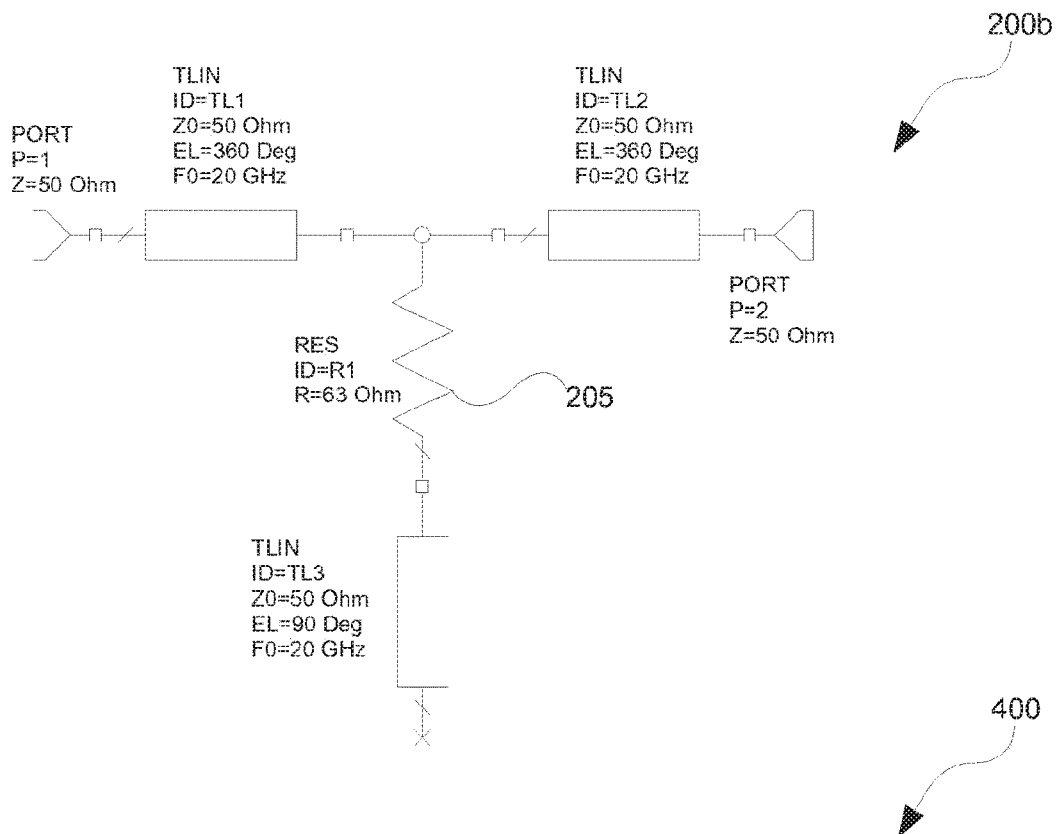 200b
TLIN
ID=TL1
Z0=50 Ohm
EL=360 Deg
F0=20 GHz
TLIN
ID=TL2
Z0=50 Ohm
EL=360 Deg
F0=20 GHz
PORT
P=1
Z=50 Ohm
PORT
P=2
Z=50 Ohm
RES
ID=R1
R=63 Ohm
205
TLIN
ID=TL3
Z0=50 Ohm
EL=90 Deg
F0=20 GHz
400